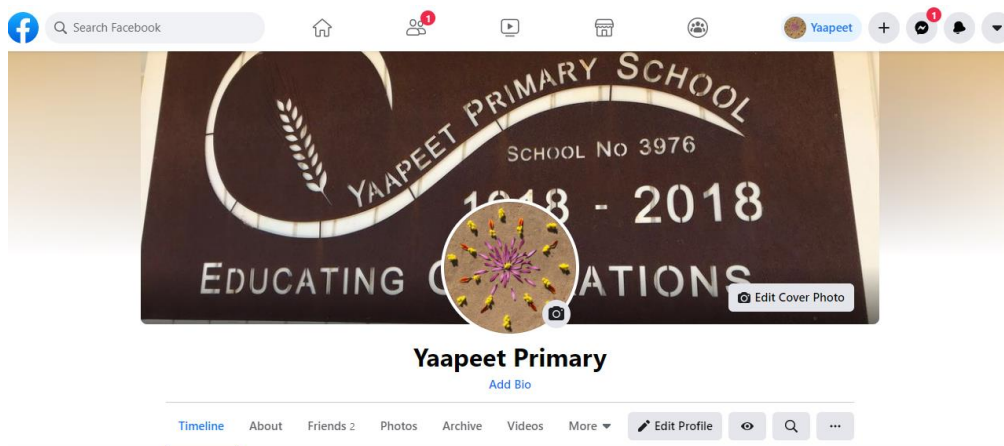 Search Facebook
1
Yaapeet
1
YAAPEET PRIMARY SCHOOL
SCHOOL NO 3976
1918 - 2018
EDUCATING
Edit Cover Photo
Yaapeet Primary
Add Bio
Timeline About Friends 2 Photos Archive Videos More Edit Profile